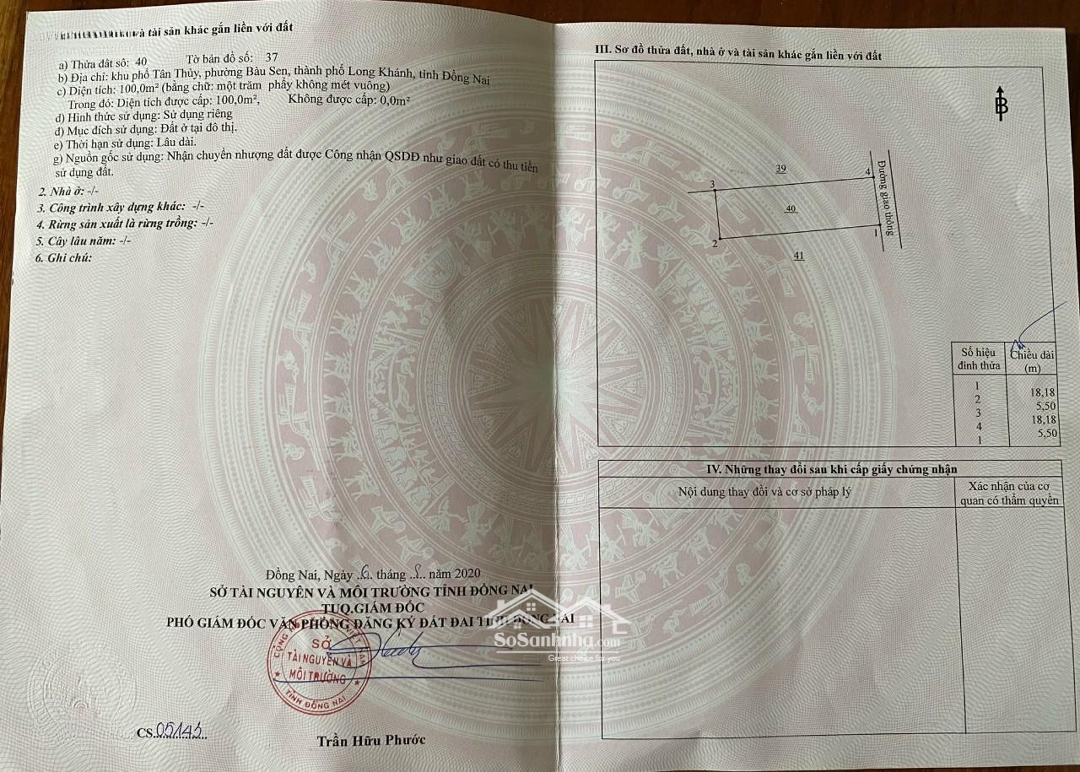 và tài sản khác gắn liền với đất
a) Thửa đất số: 40 Tờ bản đồ số: 37
b) Địa chỉ: khu phố Tân Thủy, phường Bàu Sen, thành phố Long Khánh, tỉnh Đồng Nai
c) Diện tích: 100,0m² (bằng chữ: một trăm phẩy không mét vuông)
Trong đó: Diện tích được cấp: 100,0m², Không được cấp: 0,0m²
d) Hình thức sử dụng: Sử dụng riêng
đ) Mục đích sử dụng: Đất ở tại đô thị.
e) Thời hạn sử dụng: Lâu dài.
g) Nguồn gốc sử dụng: Nhận chuyển nhượng đất được Công nhận QSDĐ như giao đất có thu tiền
sử dụng đất.
2. Nhà ở: -/-
3. Công trình xây dựng khác: -/-
4. Rừng sản xuất là rừng trồng: -/-
5. Cây lâu năm: -/-
6. Ghi chú:
Đồng Nai, Ngày tháng năm 2020
SỞ TÀI NGUYÊN VÀ MÔI TRƯỜNG TỈNH ĐỒNG NAI
TUQ.GIÁM ĐỐC
PHÓ GIÁM ĐỐC VĂN PHÒNG ĐĂNG KÝ ĐẤT ĐAI TỈNH ĐỒNG NAI
SỞ
TÀI NGUYÊN VÀ
MÔI TRƯỜNG
TỈNH ĐỒNG NAI
CS.05143
Trần Hữu Phước
SoSanhnha.com
Great choice for you
III. Sơ đồ thửa đất, nhà ở và tài sản khác gắn liền với đất
B
39
3
4
Đường giao thông
40
2
1
41
Số hiệu đỉnh thửa
Chiều dài (m)
1
18,18
2
5,50
3
18,18
4
5,50
1
IV. Những thay đổi sau khi cấp giấy chứng nhận
Nội dung thay đổi và cơ sở pháp lý
Xác nhận của cơ
quan có thẩm quyền